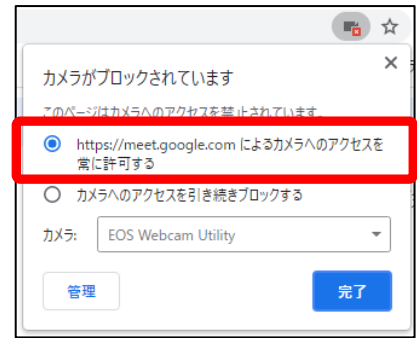 カメラがブロックされています
このページはカメラへのアクセスを禁止されています。
https://meet.google.com によるカメラへのアクセスを
常に許可する
カメラへのアクセスを引き続きブロックする
カメラ: EOS Webcam Utility
管理 完了